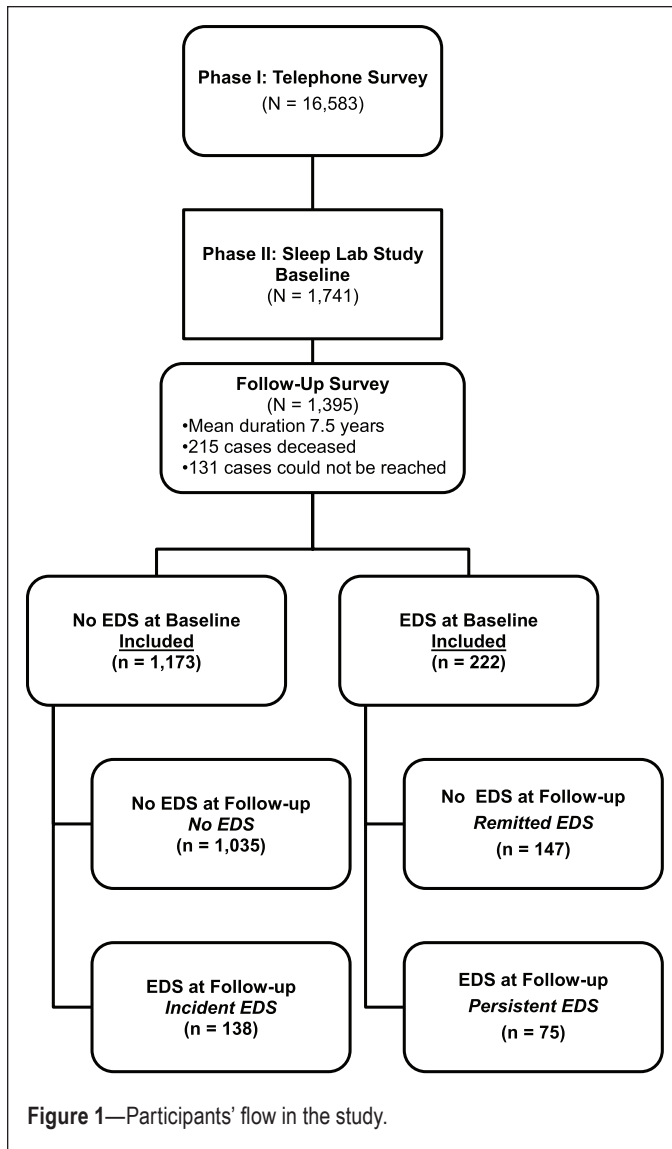 Phase I: Telephone Survey
(N = 16,583)
Phase II: Sleep Lab Study
Baseline
(N = 1,741)
Follow-Up Survey
(N = 1,395)
•Mean duration 7.5 years
•215 cases deceased
•131 cases could not be reached
No EDS at Baseline
Included
(n = 1,173)
EDS at Baseline
Included
(n = 222)
No EDS at Follow-up
No EDS
(n = 1,035)
No EDS at Follow-up
Remitted EDS
(n = 147)
EDS at Follow-up
Incident EDS
(n = 138)
EDS at Follow-up
Persistent EDS
(n = 75)
Figure 1—Participants' flow in the study.